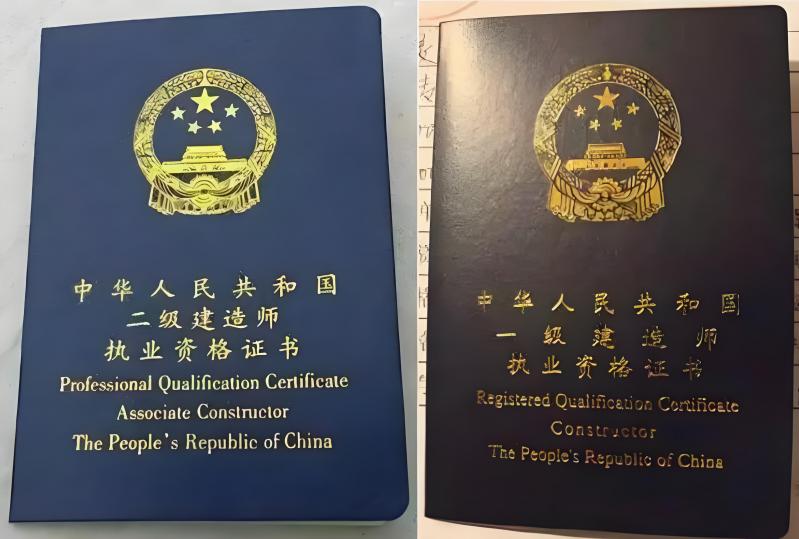 中华人民共和国
二级建造师
执业资格证书
Professional Qualification Certificate
Associate Constructor
The People's Republic of China
中华人民共和国
一级建造师
执业资格证书
Registered Qualification Certificate
Constructor
The People's Republic of China